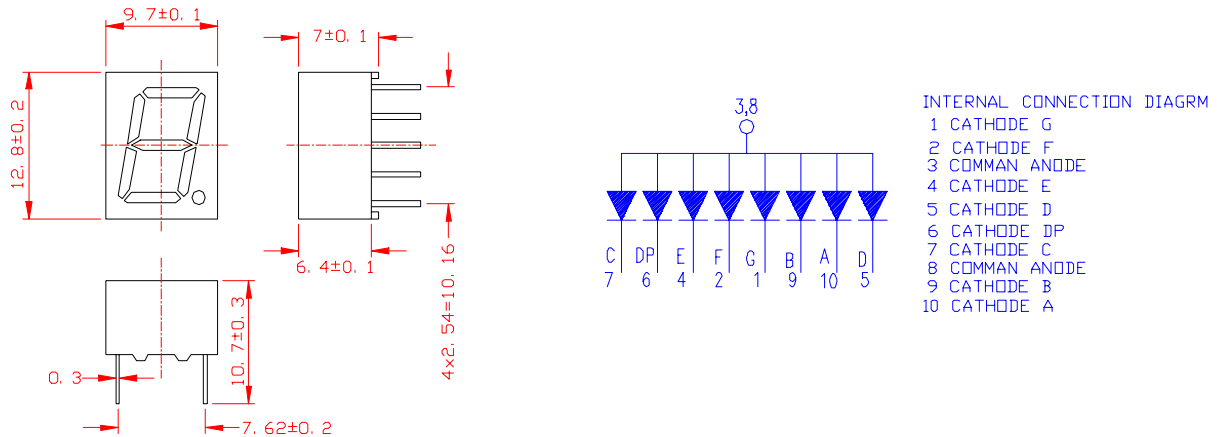 9. 7±0. 1
7±0. 1
12. 8±0. 2
6. 4±0. 1
4x2. 54=10. 16
10. 7±0. 3
0. 3
7. 62±0. 2
3,8
C DP E F G B A D
7 6 4 2 1 9 10 5
INTERNAL CONNECTION DIAGRM
1 CATHODE G
2 CATHODE F
3 COMMAN ANODE
4 CATHODE E
5 CATHODE D
6 CATHODE DP
7 CATHODE C
8 COMMAN ANODE
9 CATHODE B
10 CATHODE A